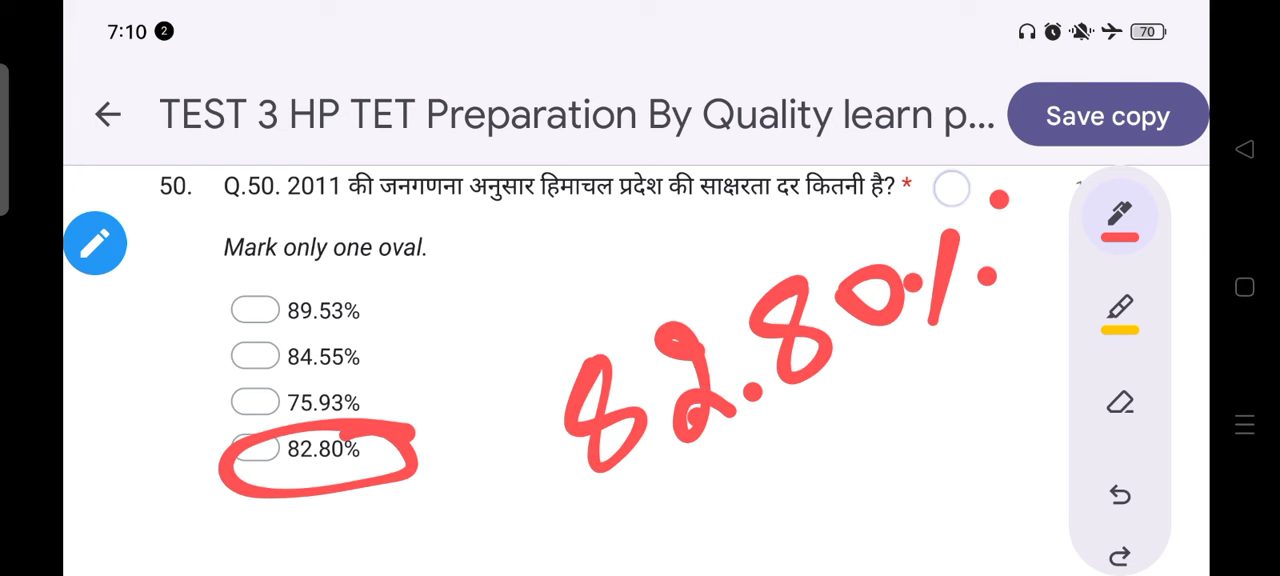 7:10 2 70
TEST 3 HP TET Preparation By Quality learn p... Save copy
50. Q.50. 2011 की जनगणना अनुसार हिमाचल प्रदेश की साक्षरता दर कितनी है? *
Mark only one oval.
89.53%
84.55%
75.93%
82.80%
82.80%